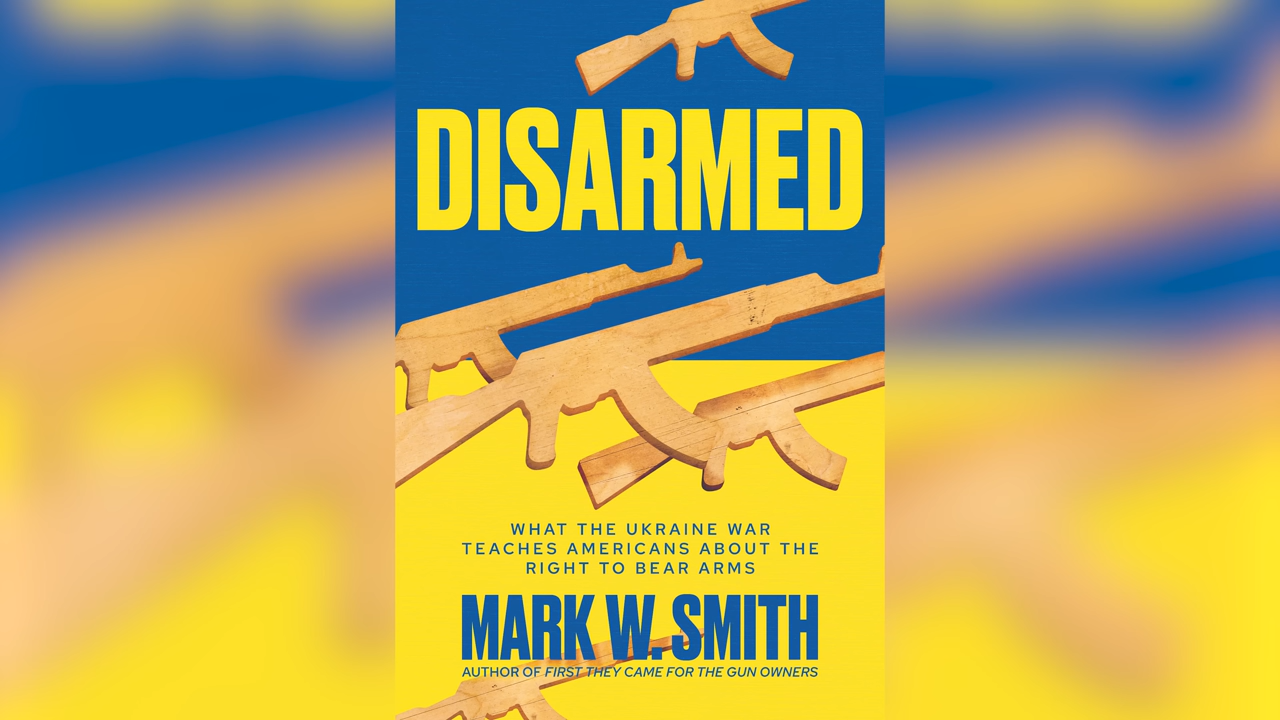 DISARMED
WHAT THE UKRAINE WAR
TEACHES AMERICANS ABOUT THE
RIGHT TO BEAR ARMS
MARK W. SMITH
AUTHOR OF FIRST THEY CAME FOR THE GUN OWNERS